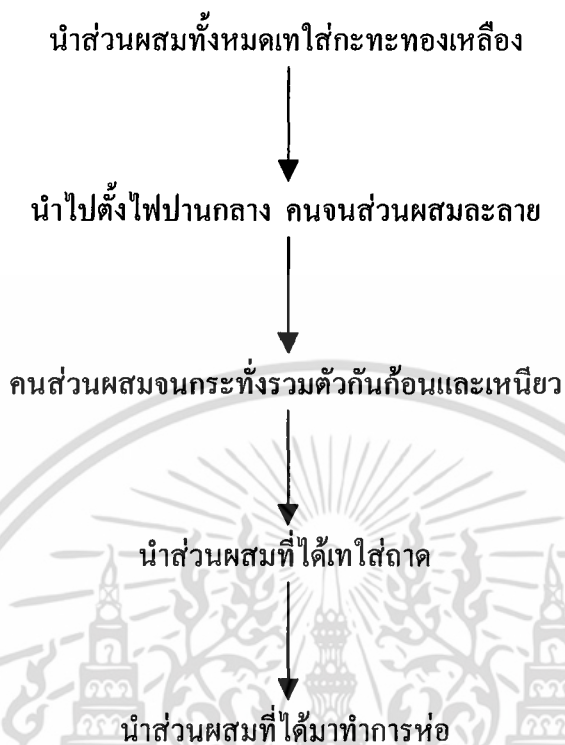 นำส่วนผสมทั้งหมดเทใส่กะทะทองเหลือง
นำไปตั้งไฟปานกลาง คนจนส่วนผสมละลาย
คนส่วนผสมจนกระทั่งรวมตัวกันก้อนและเหนียว
นำส่วนผสมที่ได้เทใส่ถาด
นำส่วนผสมที่ได้มาทำการห่อ